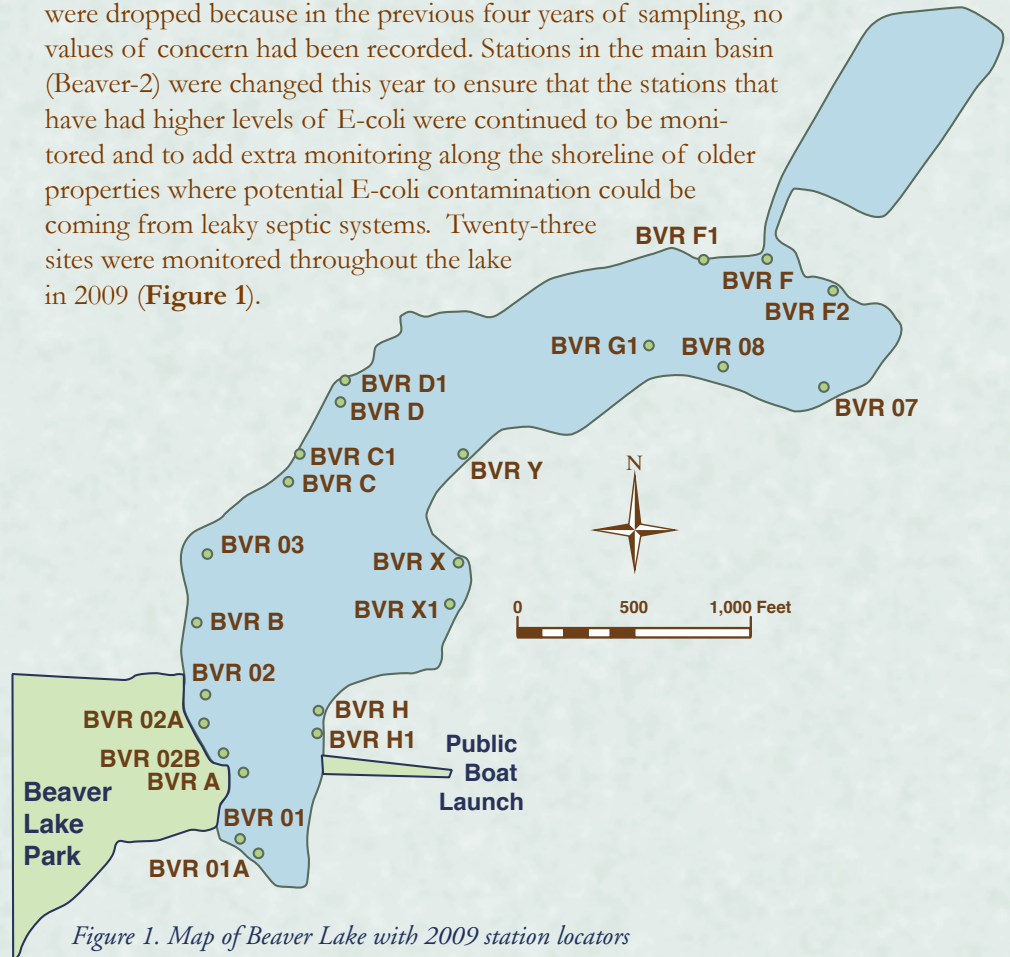 were dropped because in the previous four years of sampling, no
values of concern had been recorded. Stations in the main basin
(Beaver-2) were changed this year to ensure that the stations that
have had higher levels of E-coli were continued to be moni-
tored and to add extra monitoring along the shoreline of older
properties where potential E-coli contamination could be
coming from leaky septic systems. Twenty-three
sites were monitored throughout the lake
in 2009 (Figure 1).
BVR F1
BVR F
BVR F2
BVR G1
BVR 08
BVR 07
BVR D1
BVR D
BVR C1
BVR C
BVR Y
N
BVR 03
BVR X
BVR X1
0 500 1,000 Feet
BVR B
BVR 02
BVR 02A
BVR H
BVR H1
BVR 02B
BVR A
Public
Boat
Launch
Beaver
Lake
Park
BVR 01
BVR 01A
Figure 1. Map of Beaver Lake with 2009 station locators